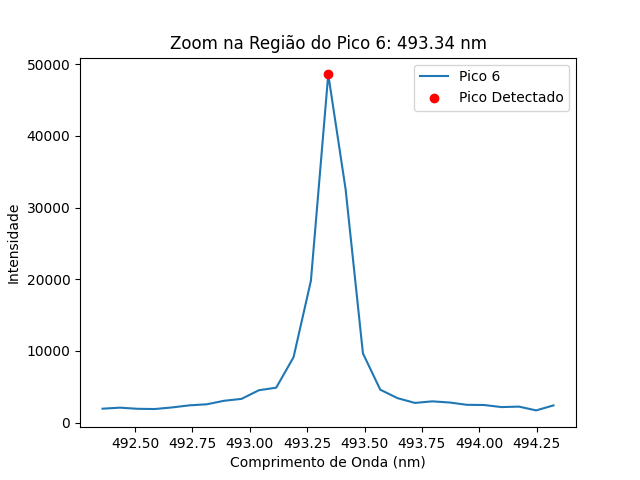 Zoom na Região do Pico 6: 493.34 nm
50000
40000
30000
20000
10000
0
Intensidade
Pico 6
Pico Detectado
492.50 492.75 493.00 493.25 493.50 493.75 494.00 494.25
Comprimento de Onda (nm)